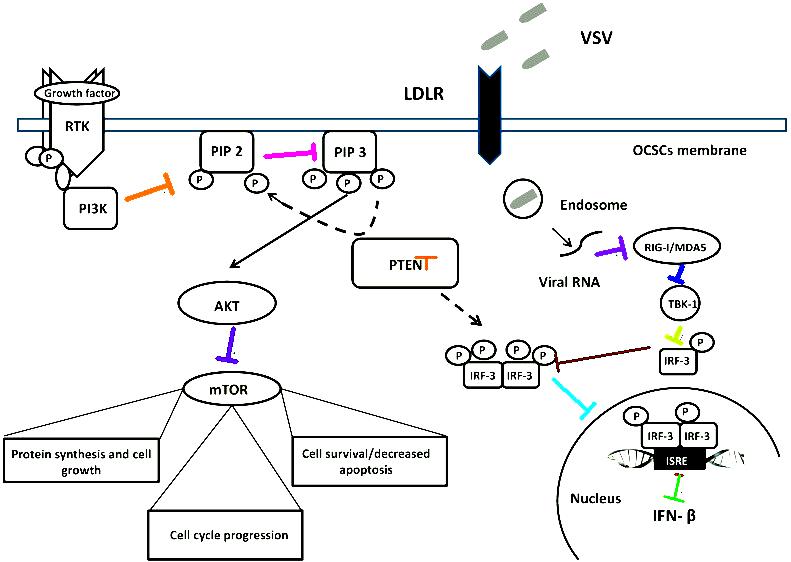 VSV
LDLR
Growth factor
RTK
P
PI3K
PIP 2
P
P
PIP 3
P
P
P
OCSCs membrane
Endosome
Viral RNA
RIG-I/MDA5
TBK-1
P
IRF-3
PTEN
AKT
mTOR
P
P
P
P
IRF-3
IRF-3
Protein synthesis and cell
growth
Cell cycle progression
Cell survival/decreased
apoptosis
P
P
IRF-3
IRF-3
ISRE
Nucleus
IFN- β